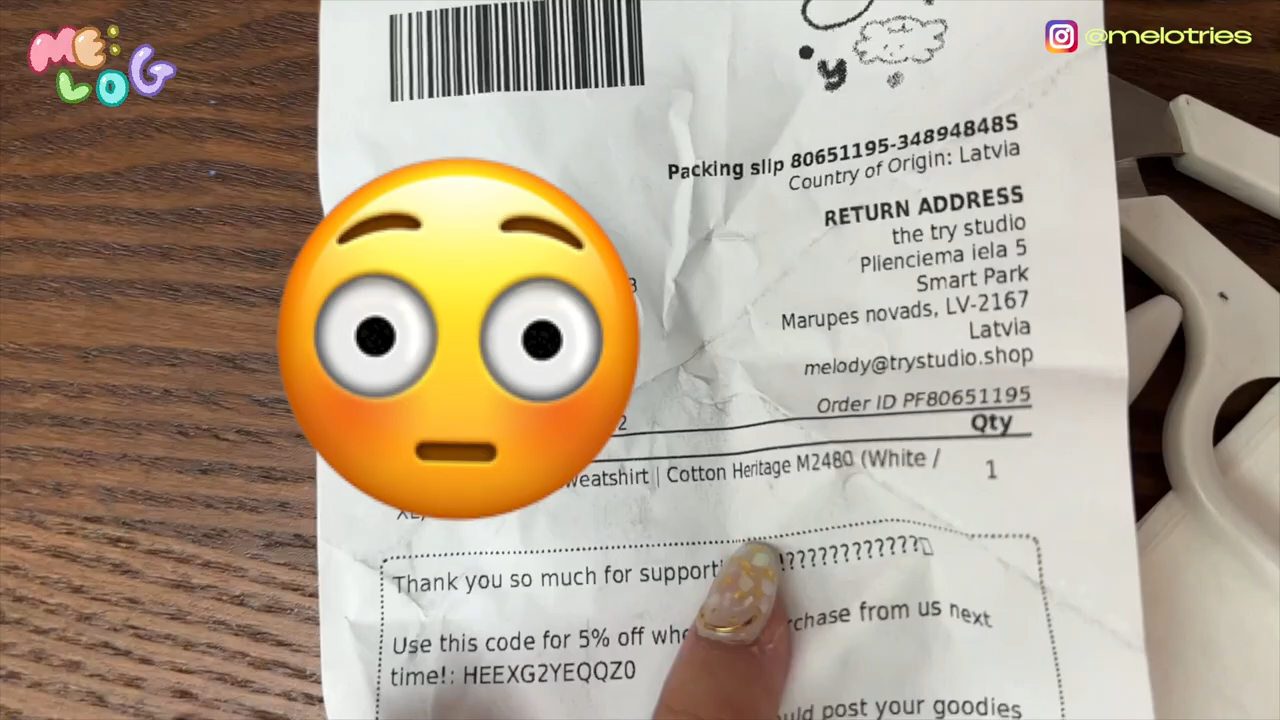 ME:
LOG
@melotries
Packing slip 80651195-34894848S
Country of Origin: Latvia
RETURN ADDRESS
the try studio
Plienciema iela 5
Smart Park
Marupes novads, LV-2167
Latvia
melody@trystudio.shop
Order ID PF80651195
Qty
weatshirt | Cotton Heritage M2480 (White /
1
Thank you so much for support !????????????
Use this code for 5% off whe rchase from us next
time!: HEEXG2YEQQZ0
uld post your goodies